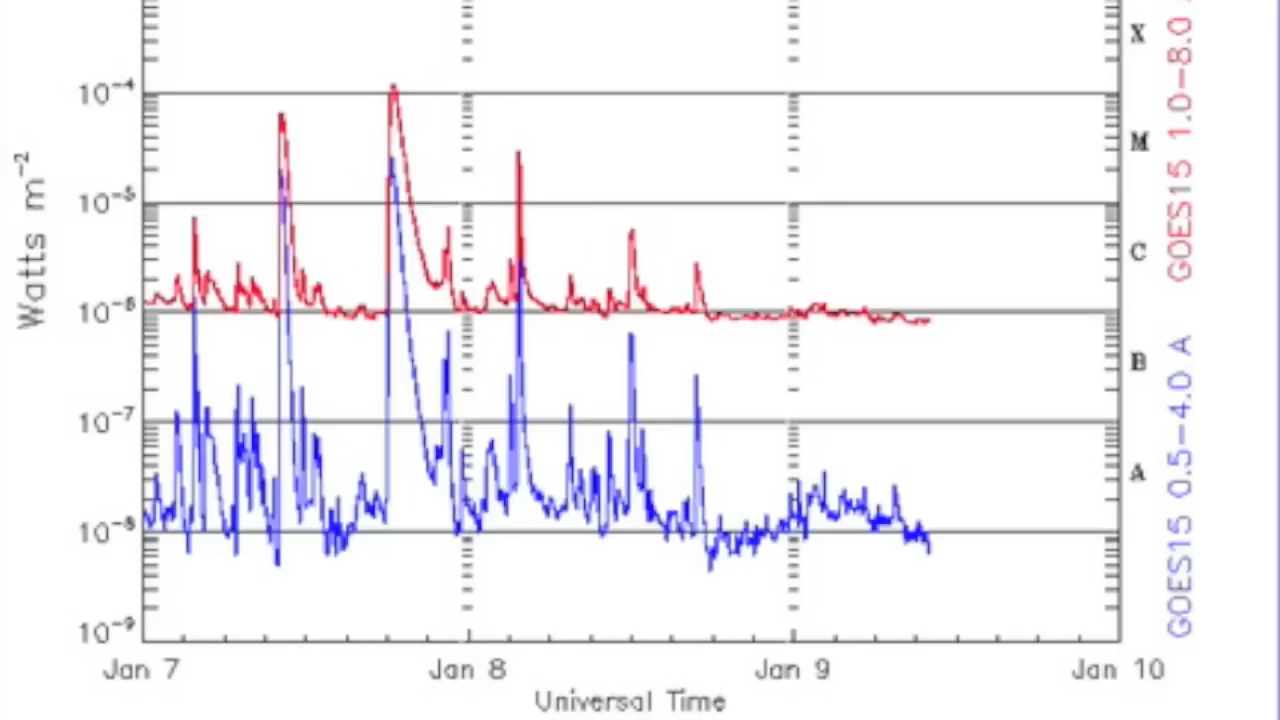 X
10⁻⁴
M
10⁻⁵
C
10⁻⁶
B
10⁻⁷
A
10⁻⁸
10⁻⁹
Watts m⁻²
GOES15 1.0–8.0
GOES15 0.5–4.0 A
Jan 7 Jan 8 Jan 9 Jan 10
Universal Time